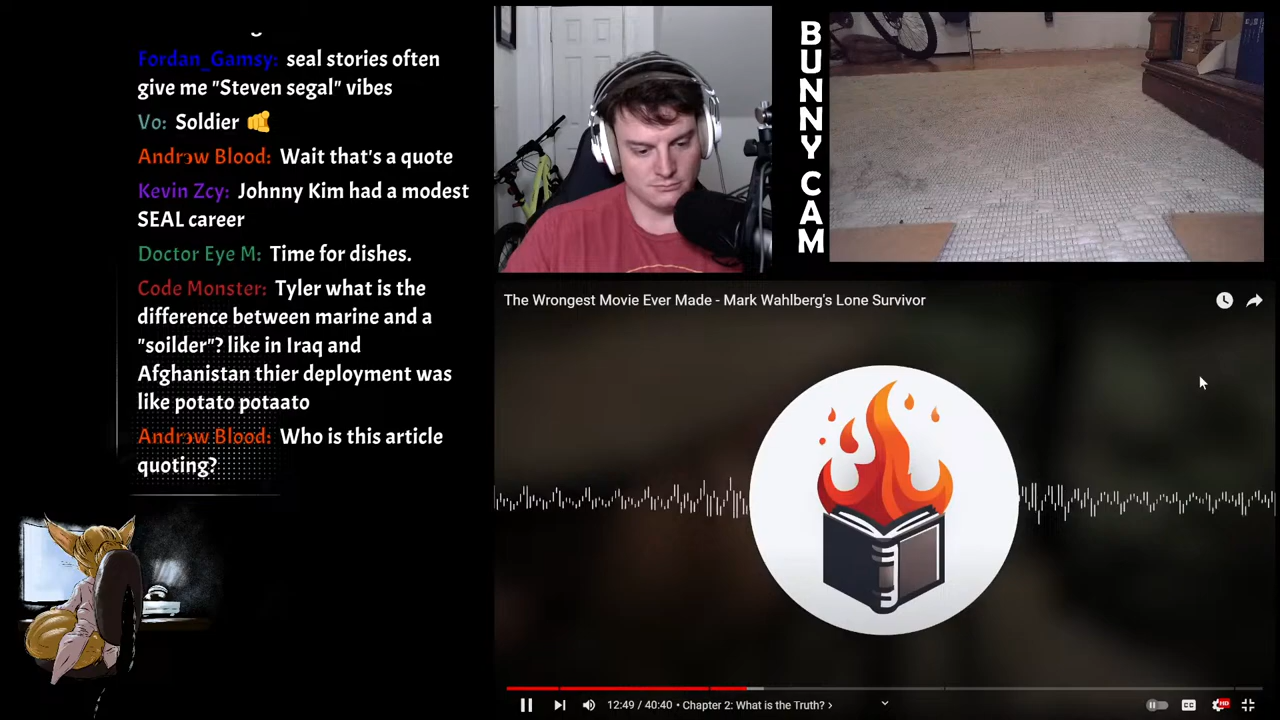 Fordan_Gamsy: seal stories often
give me "Steven segal" vibes
Vo: Soldier 🫵
Andrɔw Blood: Wait that's a quote
Kevin Zcy: Johnny Kim had a modest
SEAL career
Doctor Eye M: Time for dishes.
Code Monster: Tyler what is the
difference between marine and a
"soilder"? like in Iraq and
Afghanistan thier deployment was
like potato potaato
Andrɔw Blood: Who is this article
quoting?
BUNNY CAM
The Wrongest Movie Ever Made - Mark Wahlberg's Lone Survivor
12:49 / 40:40 • Chapter 2: What is the Truth? ›
CC
HD